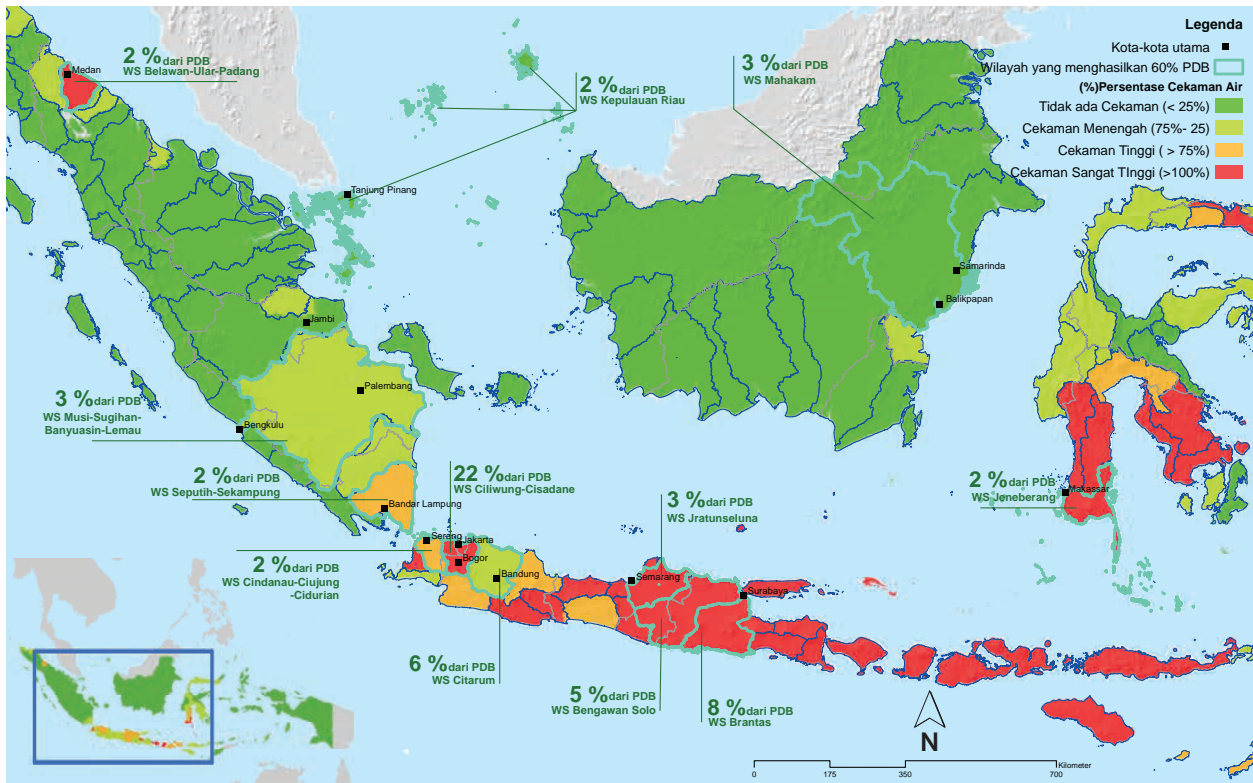 Legenda
Kota-kota utama
Wilayah yang menghasilkan 60% PDB
(%)Persentase Cekaman Air
Tidak ada Cekaman (< 25%)
Cekaman Menengah (75%- 25)
Cekaman Tinggi ( > 75%)
Cekaman Sangat TInggi (>100%)
2 % dari PDB
WS Belawan-Ular-Padang
Medan
2 % dari PDB
WS Kepulauan Riau
3 % dari PDB
WS Mahakam
Tanjung Pinang
Samarinda
Balikpapan
Jambi
Palembang
3 % dari PDB
WS Musi-Sugihan-
Banyuasin-Lemau
Bengkulu
2 % dari PDB
WS Seputih-Sekampung
Bandar Lampung
22 % dari PDB
WS Ciliwung-Cisadane
3 % dari PDB
WS Jratunseluna
2 % dari PDB
WS Jeneberang
Makassar
Serang
Jakarta
Bogor
Bandung
Semarang
Surabaya
2 % dari PDB
WS Cindanau-Ciujung
-Cidurian
6 % dari PDB
WS Citarum
5 % dari PDB
WS Bengawan Solo
8 % dari PDB
WS Brantas
N
Kilometer
0 175 350 700